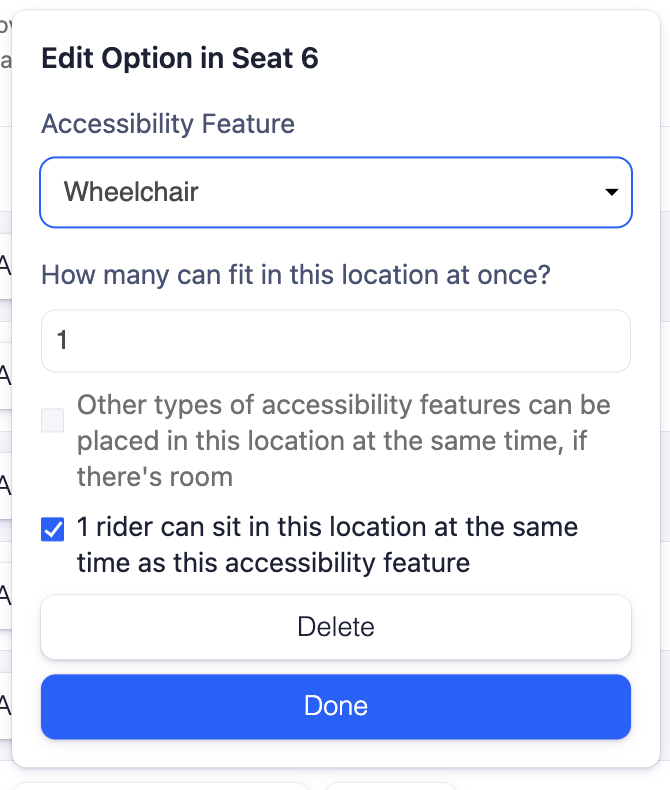 Edit Option in Seat 6
Accessibility Feature
Wheelchair
How many can fit in this location at once?
1
Other types of accessibility features can be
placed in this location at the same time, if
there's room
1 rider can sit in this location at the same
time as this accessibility feature
Delete
Done